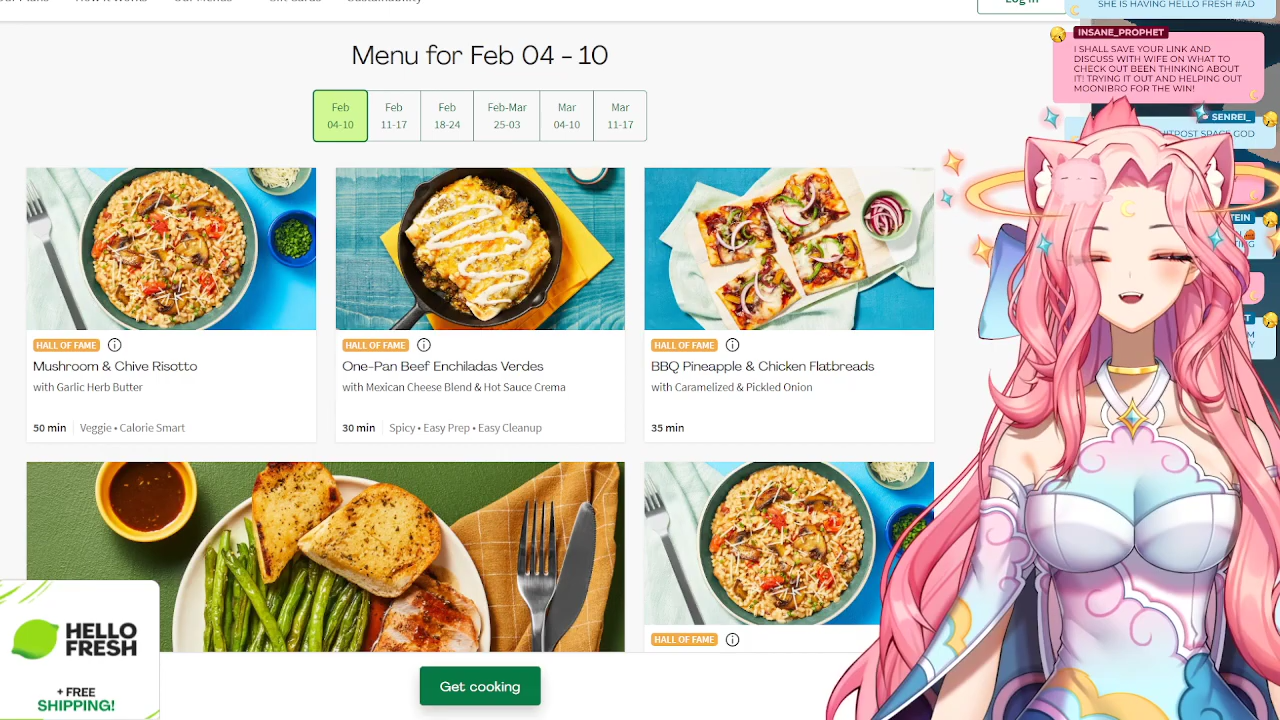 Log in
Menu for Feb 04 - 10
Feb
04-10
Feb
11-17
Feb
18-24
Feb-Mar
25-03
Mar
04-10
Mar
11-17
HALL OF FAME
Mushroom & Chive Risotto
with Garlic Herb Butter
50 min
Veggie • Calorie Smart
HALL OF FAME
One-Pan Beef Enchiladas Verdes
with Mexican Cheese Blend & Hot Sauce Crema
30 min
Spicy • Easy Prep • Easy Cleanup
HALL OF FAME
BBQ Pineapple & Chicken Flatbreads
with Caramelized & Pickled Onion
35 min
HALL OF FAME
Get cooking
HELLO
FRESH
+ FREE
SHIPPING!
SHE IS HAVING HELLO FRESH #AD
INSANE_PROPHET
I SHALL SAVE YOUR LINK AND
DISCUSS WITH WIFE ON WHAT TO
CHECK OUT BEEN THINKING ABOUT
IT! TRYING IT OUT AND HELPING OUT
MOONIBRO FOR THE WIN!
SENREI_
SPACE GOD